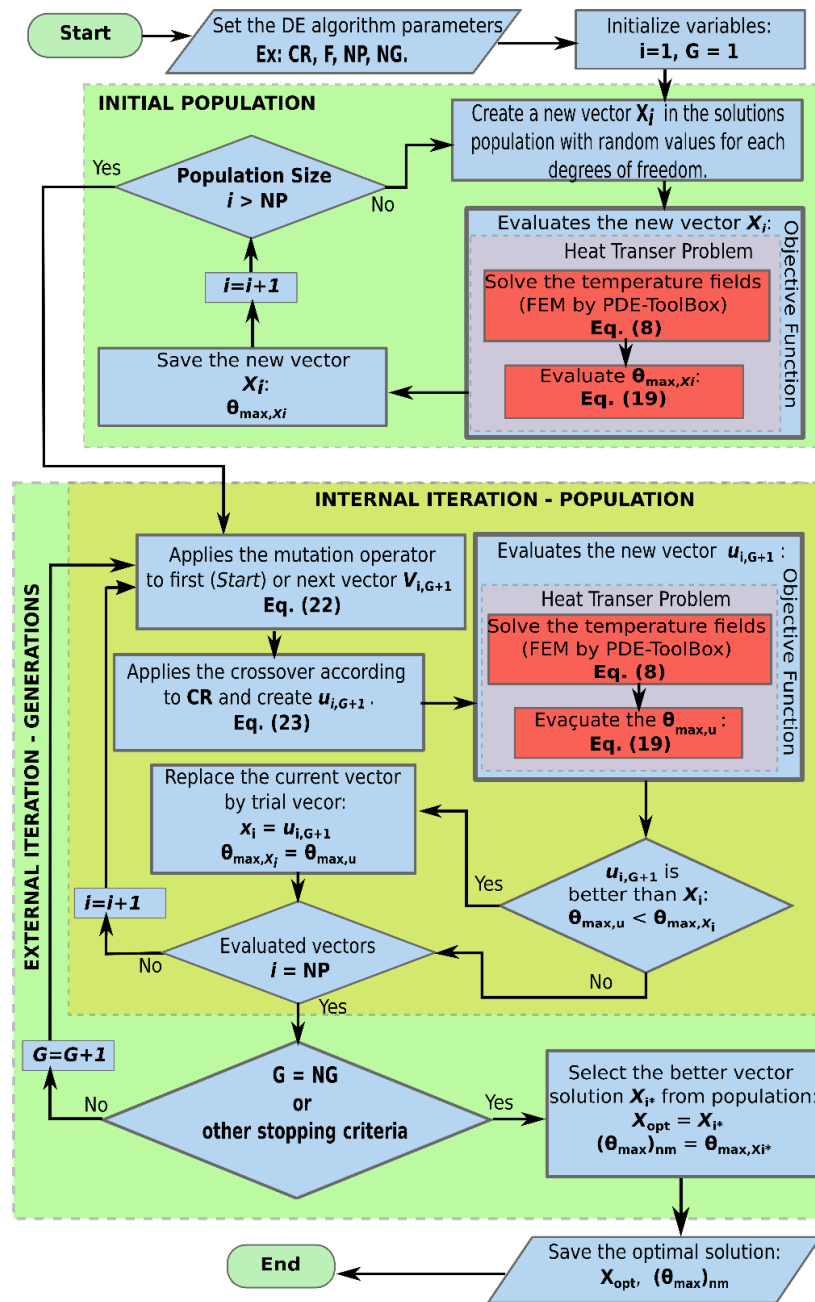 Start
Set the DE algorithm parameters
Ex: CR, F, NP, NG.
Initialize variables:
i=1, G = 1
INITIAL POPULATION
Create a new vector Xi in the solutions
population with random values for each
degrees of freedom.
Yes
Population Size
i > NP
No
Evaluates the new vector Xi:
Objective Function
Heat Transer Problem
Solve the temperature fields
(FEM by PDE-ToolBox)
Eq. (8)
Evaluate θmax,Xi:
Eq. (19)
i=i+1
Save the new vector
Xi:
θmax,Xi
EXTERNAL ITERATION - GENERATIONS
INTERNAL ITERATION - POPULATION
Applies the mutation operator
to first (Start) or next vector Vi,G+1
Eq. (22)
Applies the crossover according
to CR and create ui,G+1 .
Eq. (23)
Evaluates the new vector ui,G+1 :
Objective Function
Heat Transer Problem
Solve the temperature fields
(FEM by PDE-ToolBox)
Eq. (8)
Evaçuate the θmax,u :
Eq. (19)
Replace the current vector
by trial vecor:
xi = ui,G+1
θmax,Xi = θmax,u
Yes
ui,G+1 is
better than Xi:
θmax,u < θmax,Xi
No
i=i+1
No
Evaluated vectors
i = NP
Yes
G=G+1
No
G = NG
or
other stopping criteria
Yes
Select the better vector
solution Xi* from population:
Xopt = Xi*
(θmax)nm = θmax,Xi*
Save the optimal solution:
Xopt, (θmax)nm
End